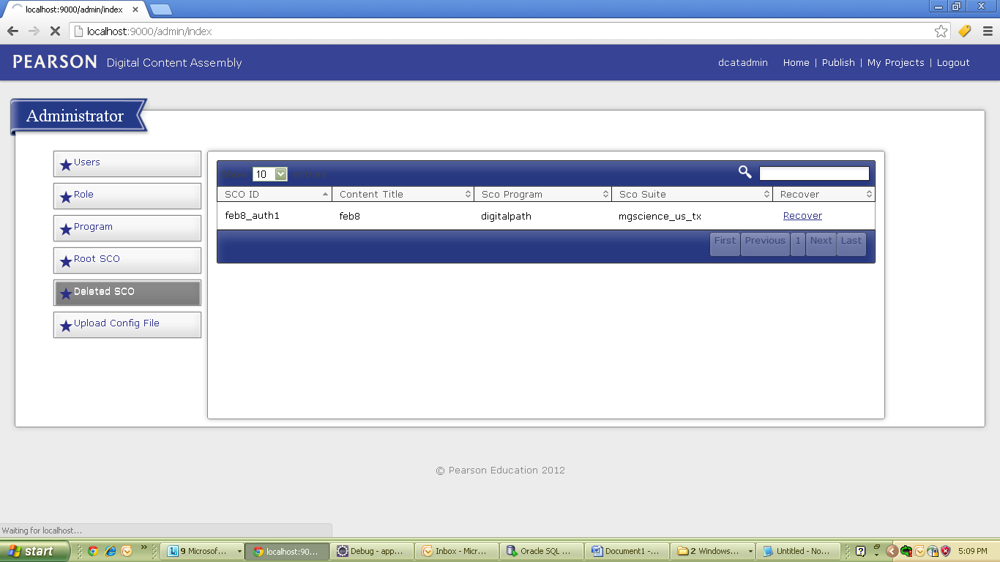 localhost:9000/admin/index
localhost:9000/admin/index
PEARSON Digital Content Assembly
dcatadmin Home | Publish | My Projects | Logout
Administrator
Users
Role
Program
Root SCO
Deleted SCO
Upload Config File
Show 10 entries
SCO ID Content Title Sco Program Sco Suite Recover
feb8_auth1 feb8 digitalpath mgscience_us_tx Recover
First Previous 1 Next Last
© Pearson Education 2012
Waiting for localhost...
start 9 Microsof... localhost:90... Debug - app... Inbox - Micr... Oracle SQL ... Document1 -... 2 Windows... Untitled - No... 5:09 PM